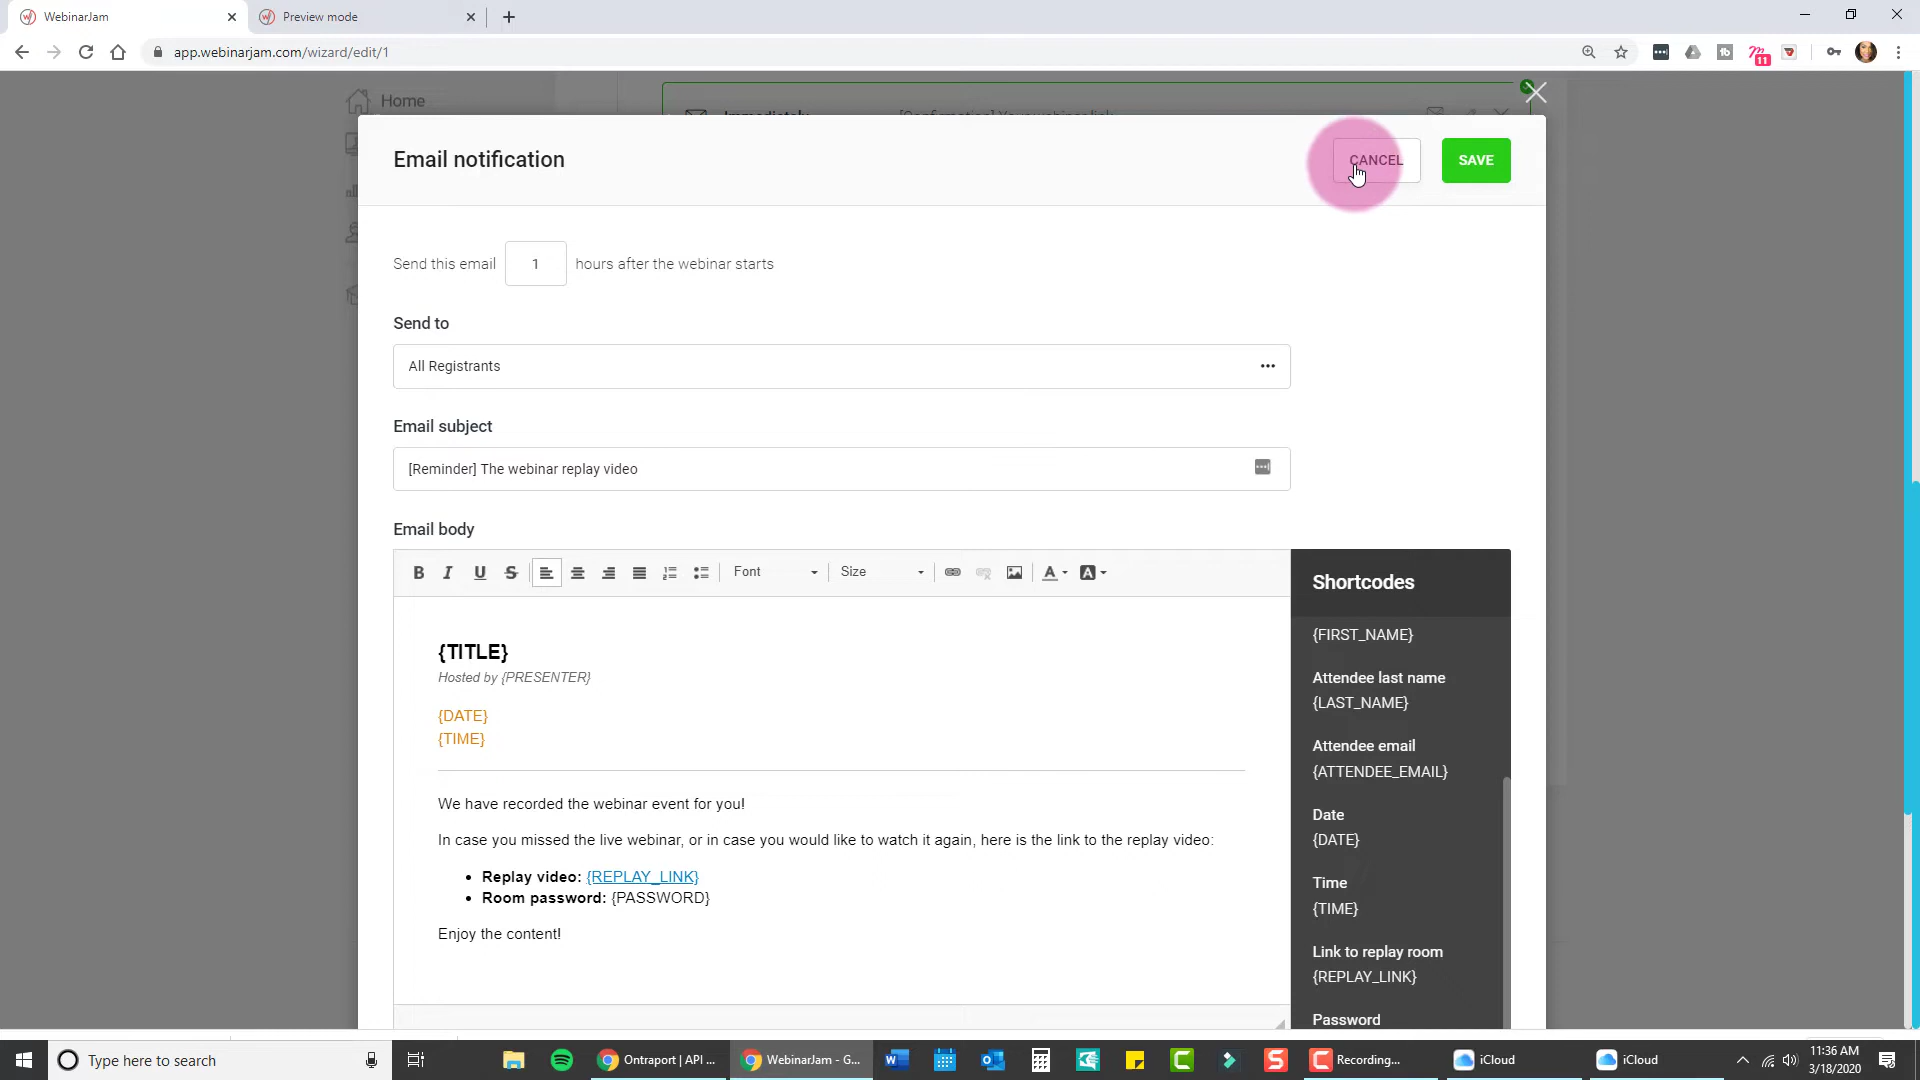 WebinarJam
Preview mode
app.webinarjam.com/wizard/edit/1
11
Home
Immediately [Confirmation] Your webinar link
Email notification
CANCEL
SAVE
Send this email 1 hours after the webinar starts
Send to
All Registrants
Email subject
[Reminder] The webinar replay video
Email body
B I U S Font Size A A
{TITLE}
Hosted by {PRESENTER}
{DATE}
{TIME}
We have recorded the webinar event for you!
In case you missed the live webinar, or in case you would like to watch it again, here is the link to the replay video:
• Replay video: {REPLAY_LINK}
• Room password: {PASSWORD}
Enjoy the content!
Shortcodes
{FIRST_NAME}
Attendee last name
{LAST_NAME}
Attendee email
{ATTENDEE_EMAIL}
Date
{DATE}
Time
{TIME}
Link to replay room
{REPLAY_LINK}
Password
Type here to search
Ontraport | API ...
WebinarJam - G...
Recording...
iCloud
iCloud
11:36 AM
3/18/2020